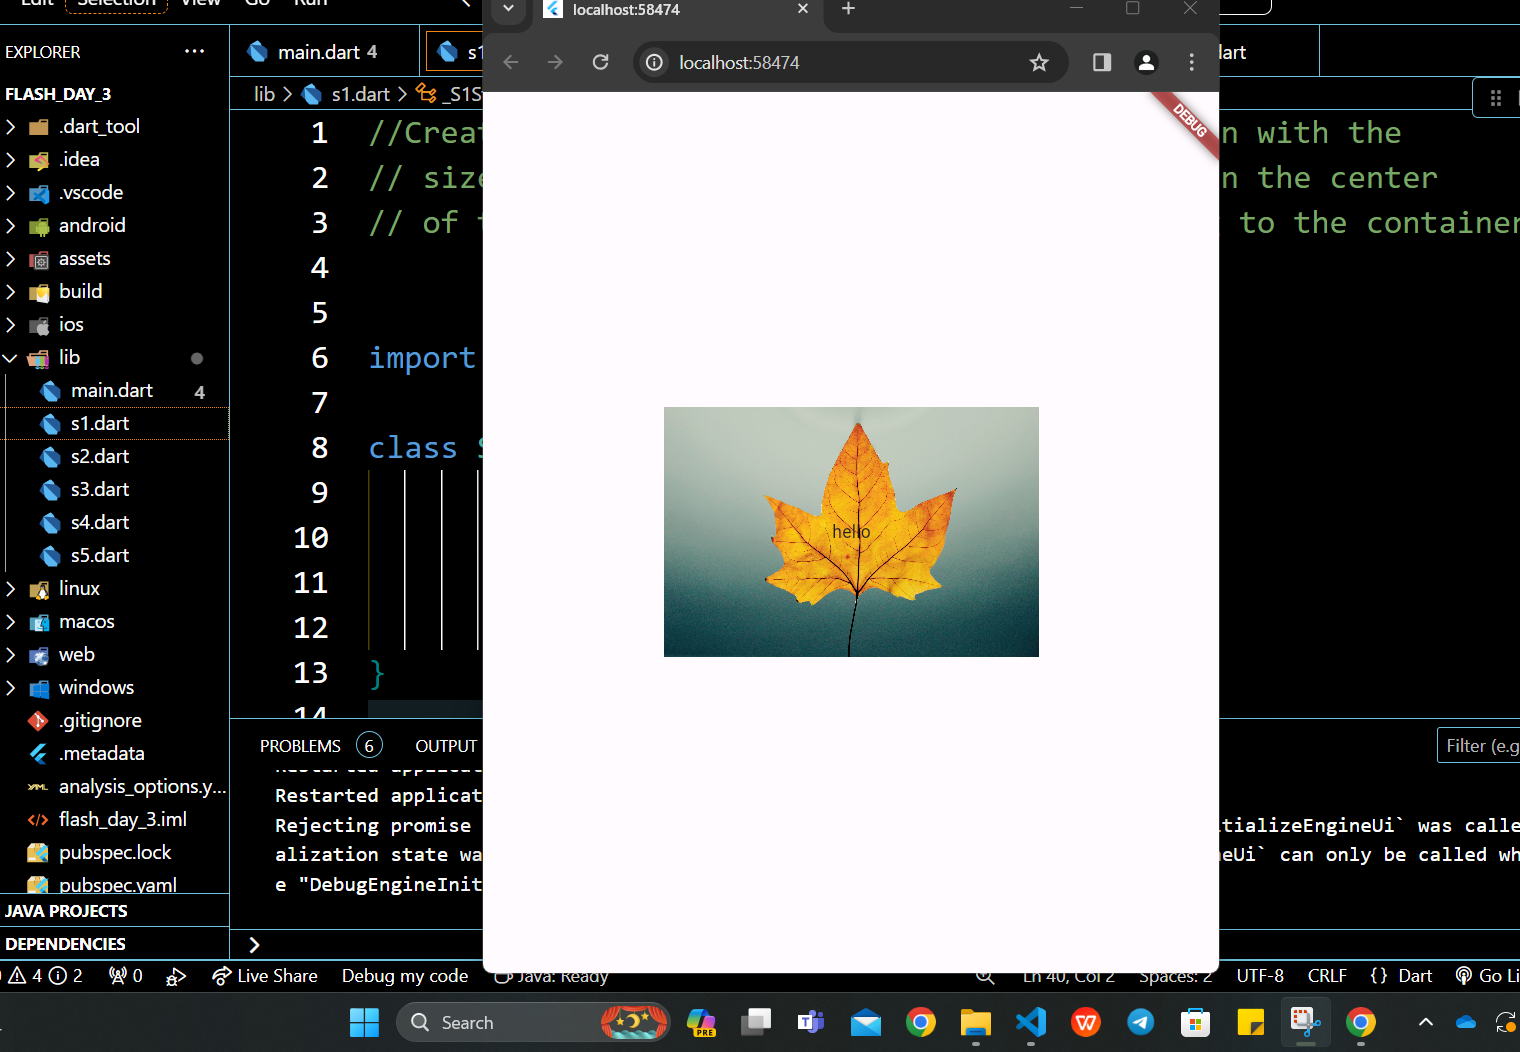 Edit Selection View Go Run
EXPLORER ...
FLASH_DAY_3
.dart_tool
.idea
.vscode
android
assets
build
ios
lib
main.dart 4
s1.dart
s2.dart
s3.dart
s4.dart
s5.dart
linux
macos
web
windows
.gitignore
.metadata
analysis_options.y...
flash_day_3.iml
pubspec.lock
pubspec.yaml
JAVA PROJECTS
DEPENDENCIES
main.dart 4
lib > s1.dart >
1 //Creat
2 // size
3 // of
4
5
6 import
7
8 class
9
10
11
12
13 }
14
n with the
n the center
to the container
localhost:58474
localhost:58474
DEBUG
hello
PROBLEMS 6 OUTPUT
Filter (e.g
Restarted applicat
Rejecting promise
tializeEngineUi` was calle
alization state wa
eUi` can only be called wh
e "DebugEngineInit
4 2 0 Live Share Debug my code Java: Ready
Ln 40, Col 2 Spaces: 2 UTF-8 CRLF {} Dart Go Li
Search
PRE